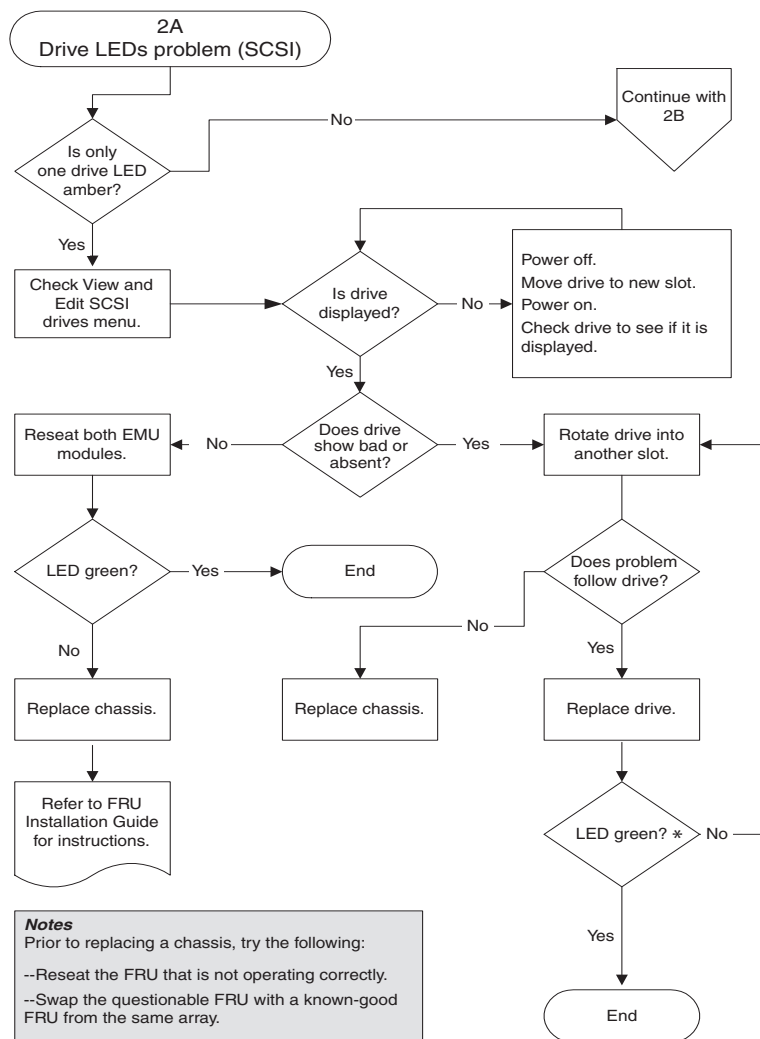 2A
Drive LEDs problem (SCSI)
Is only
one drive LED
amber?
No
Continue with
2B
Yes
Check View and
Edit SCSI
drives menu.
Is drive
displayed?
No
Power off.
Move drive to new slot.
Power on.
Check drive to see if it is
displayed.
Yes
Does drive
show bad or
absent?
No
Reseat both EMU
modules.
Yes
Rotate drive into
another slot.
LED green?
Yes
End
Does problem
follow drive?
No
No
Yes
Replace chassis.
Replace chassis.
Replace drive.
Refer to FRU
Installation Guide
for instructions.
LED green? *
No
Yes
End
Notes
Prior to replacing a chassis, try the following:
--Reseat the FRU that is not operating correctly.
--Swap the questionable FRU with a known-good
FRU from the same array.